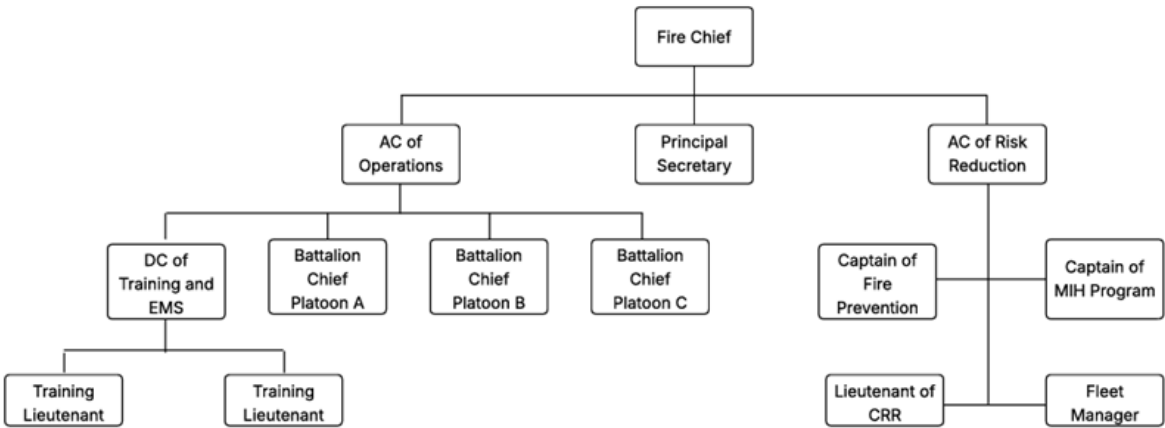 Fire Chief
AC of
Operations
Principal
Secretary
AC of Risk
Reduction
DC of
Training and
EMS
Battalion
Chief
Platoon A
Battalion
Chief
Platoon B
Battalion
Chief
Platoon C
Captain of
Fire
Prevention
Captain of
MIH Program
Training
Lieutenant
Training
Lieutenant
Lieutenant of
CRR
Fleet
Manager